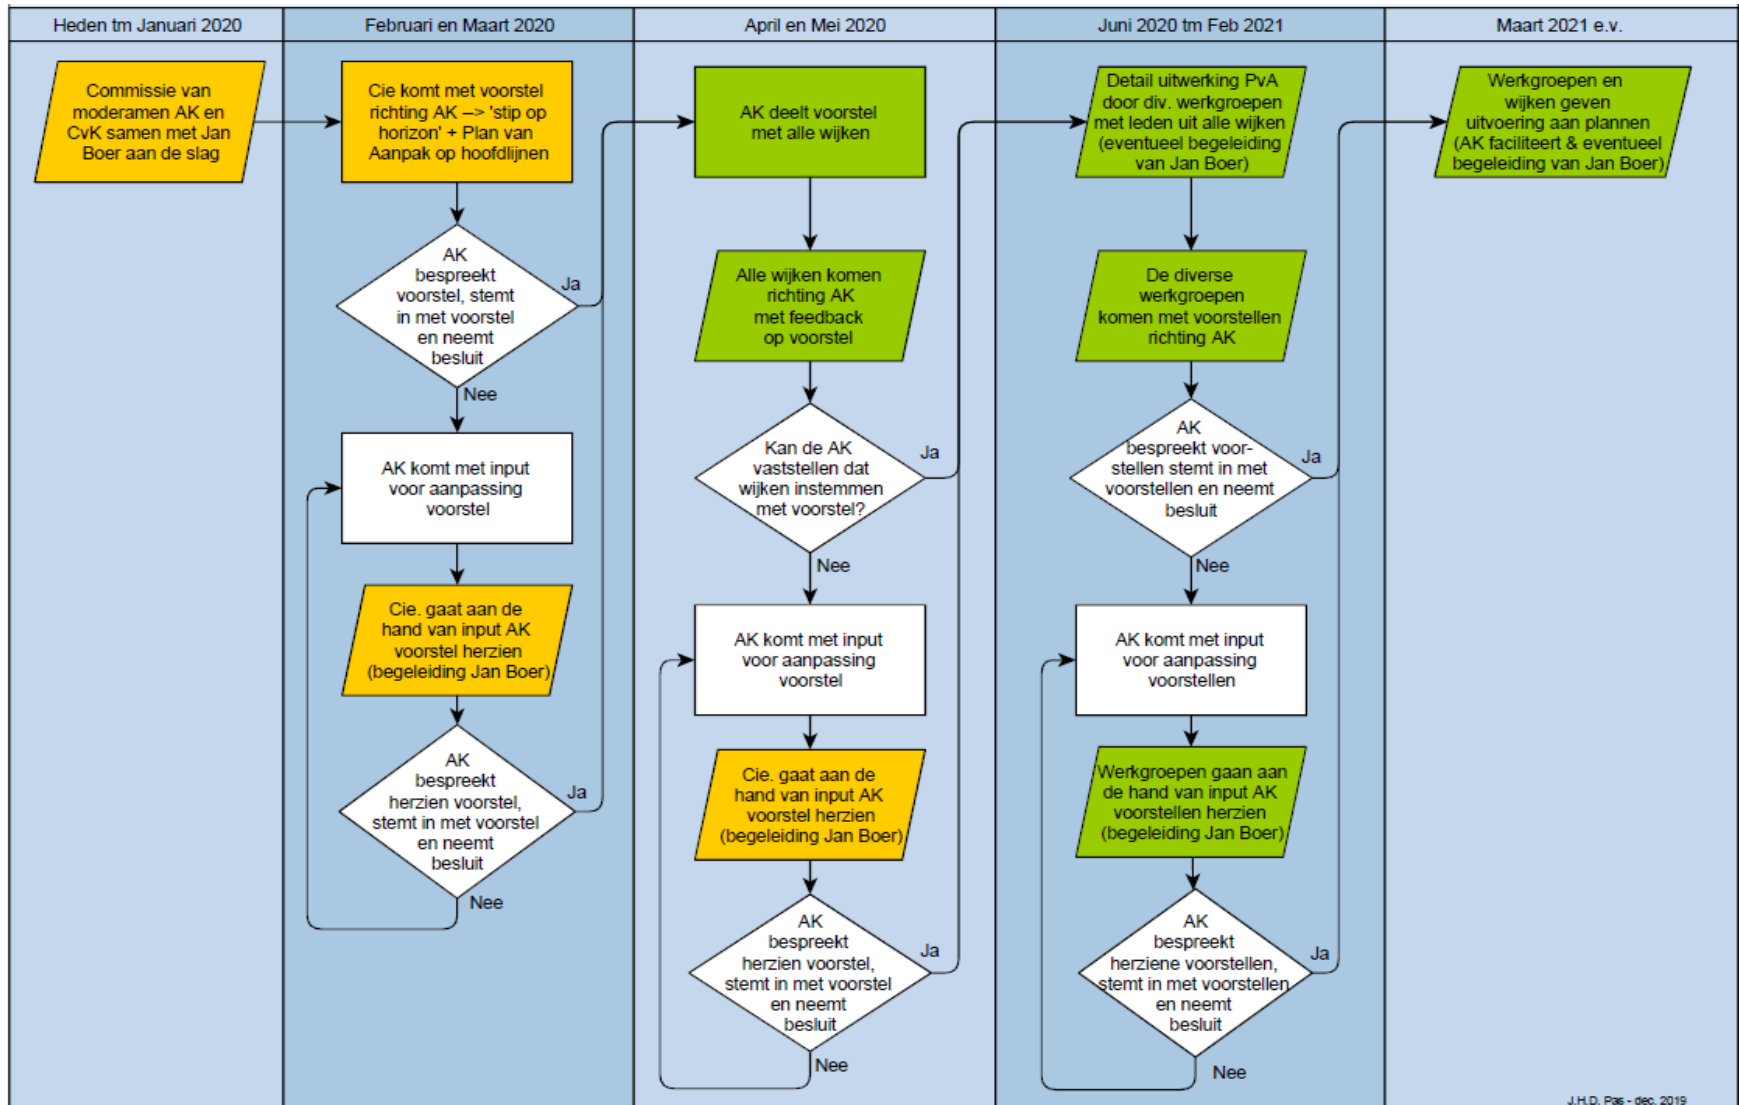 Heden tm Januari 2020
Februari en Maart 2020
April en Mei 2020
Juni 2020 tm Feb 2021
Maart 2021 e.v.
Commissie van
moderamen AK en
CvK samen met Jan
Boer aan de slag
Cie komt met voorstel
richting AK –> 'stip op
horizon' + Plan van
Aanpak op hoofdlijnen
AK
bespreekt
voorstel, stemt
in met voorstel
en neemt
besluit
Ja
Nee
AK komt met input
voor aanpassing
voorstel
Cie. gaat aan de
hand van input AK
voorstel herzien
(begeleiding Jan Boer)
AK
bespreekt
herzien voorstel,
stemt in met voorstel
en neemt
besluit
Ja
Nee
AK deelt voorstel
met alle wijken
Alle wijken komen
richting AK
met feedback
op voorstel
Kan de AK
vaststellen dat
wijken instemmen
met voorstel?
Ja
Nee
AK komt met input
voor aanpassing
voorstel
Cie. gaat aan de
hand van input AK
voorstel herzien
(begeleiding Jan Boer)
AK
bespreekt
herzien voorstel,
stemt in met voorstel
en neemt
besluit
Ja
Nee
Detail uitwerking PvA
door div. werkgroepen
met leden uit alle wijken
(eventueel begeleiding
van Jan Boer)
De diverse
werkgroepen
komen met voorstellen
richting AK
AK
bespreekt voor-
stellen stemt in met
voorstellen en neemt
besluit
Ja
Nee
AK komt met input
voor aanpassing
voorstellen
Werkgroepen gaan aan
de hand van input AK
voorstellen herzien
(begeleiding Jan Boer)
AK
bespreekt
herziene voorstellen,
stemt in met voorstellen
en neemt
besluit
Ja
Nee
Werkgroepen en
wijken geven
uitvoering aan plannen
(AK faciliteert & eventueel
begeleiding van Jan Boer)
J.H.D. Pas - dec. 2019